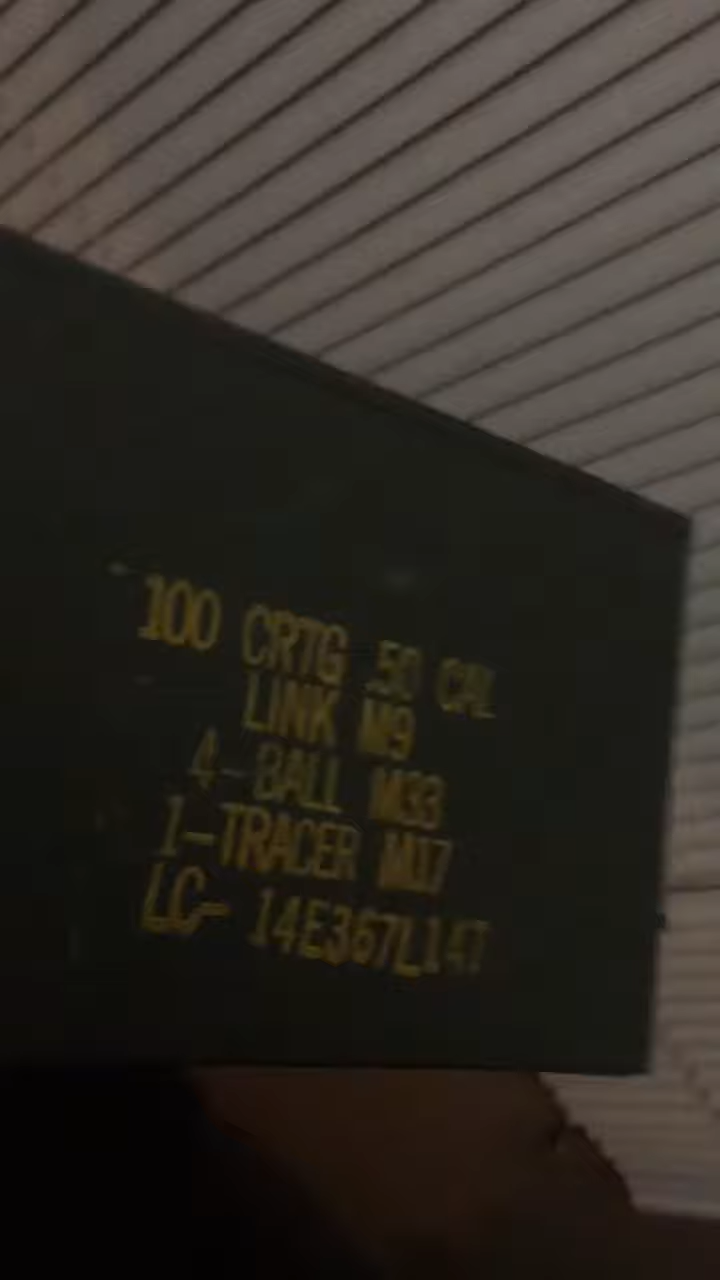 100 CRTG .50 CAL
LINK M9
4-BALL M33
1-TRACER M17
LC- 14E367L147